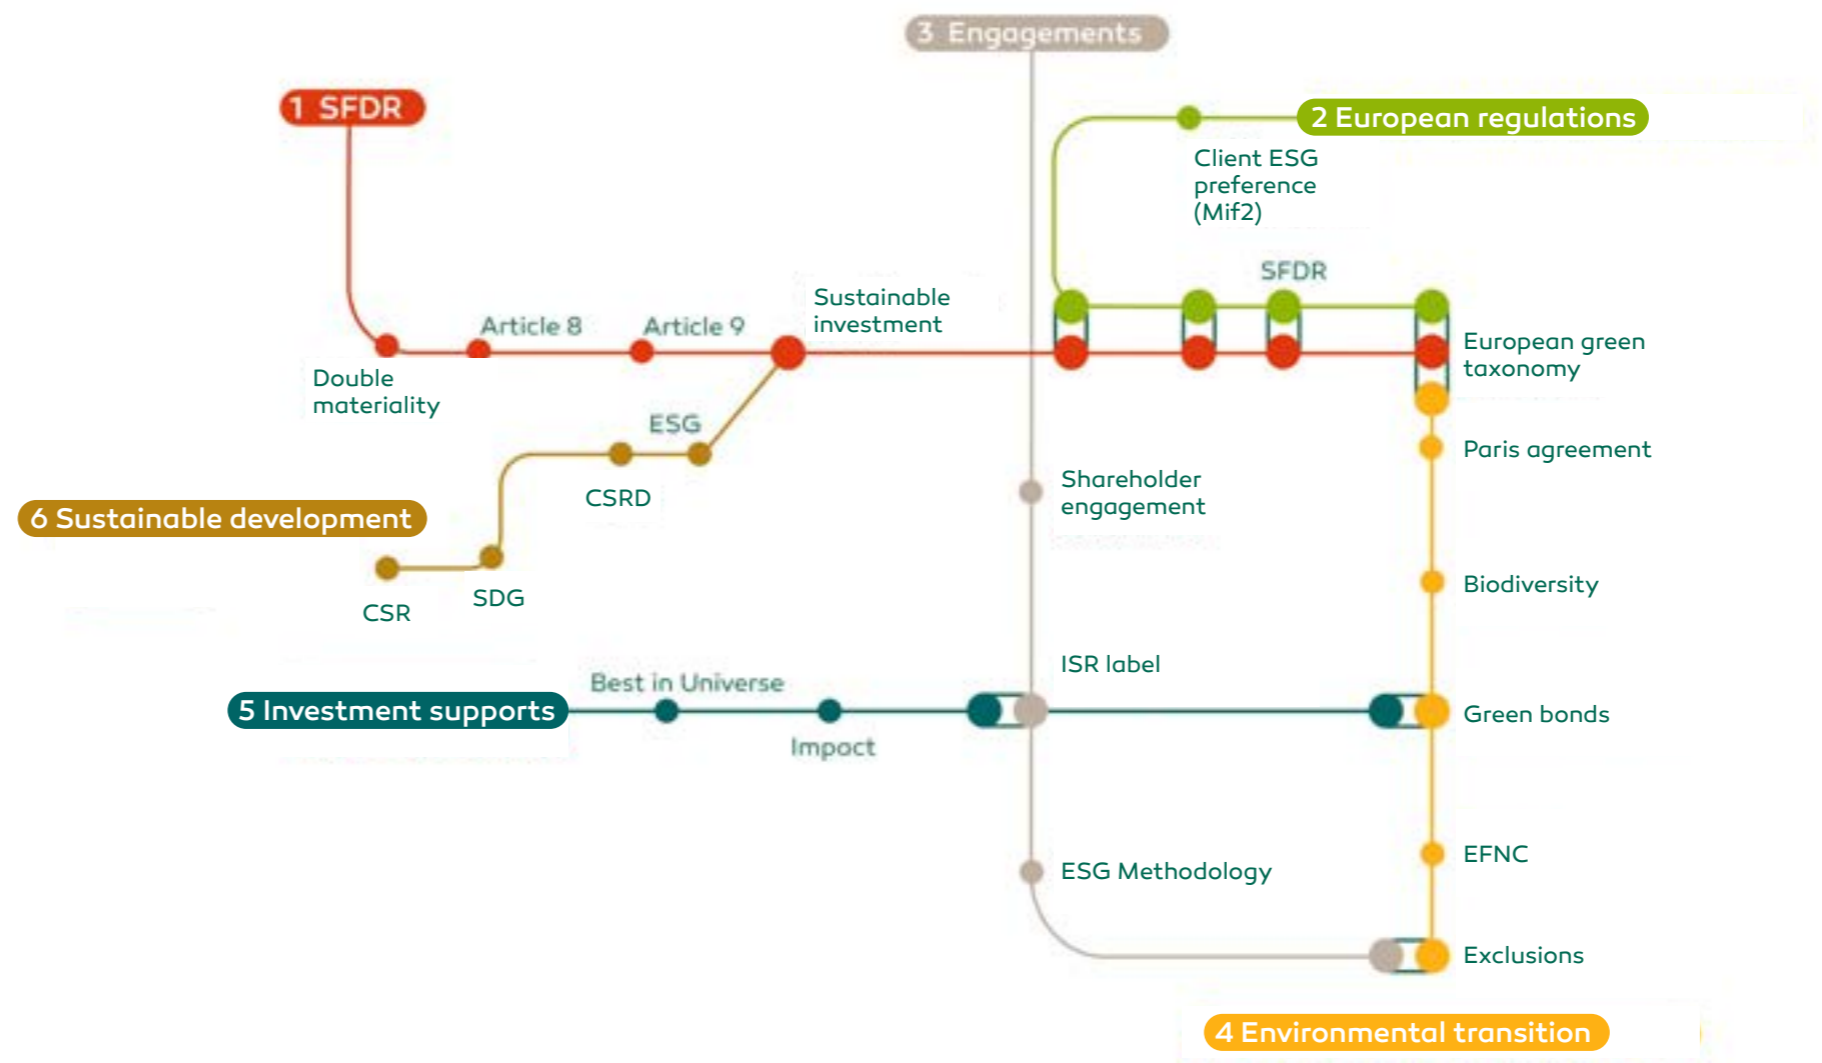 3 Engagements
1 SFDR
2 European regulations
Client ESG
preference
(Mif2)
SFDR
Sustainable
investment
Article 8
Article 9
European green
taxonomy
Double
materiality
ESG
Paris agreement
Shareholder
engagement
CSRD
6 Sustainable development
Biodiversity
SDG
CSR
ISR label
Best in Universe
5 Investment supports
Green bonds
Impact
EFNC
ESG Methodology
Exclusions
4 Environmental transition